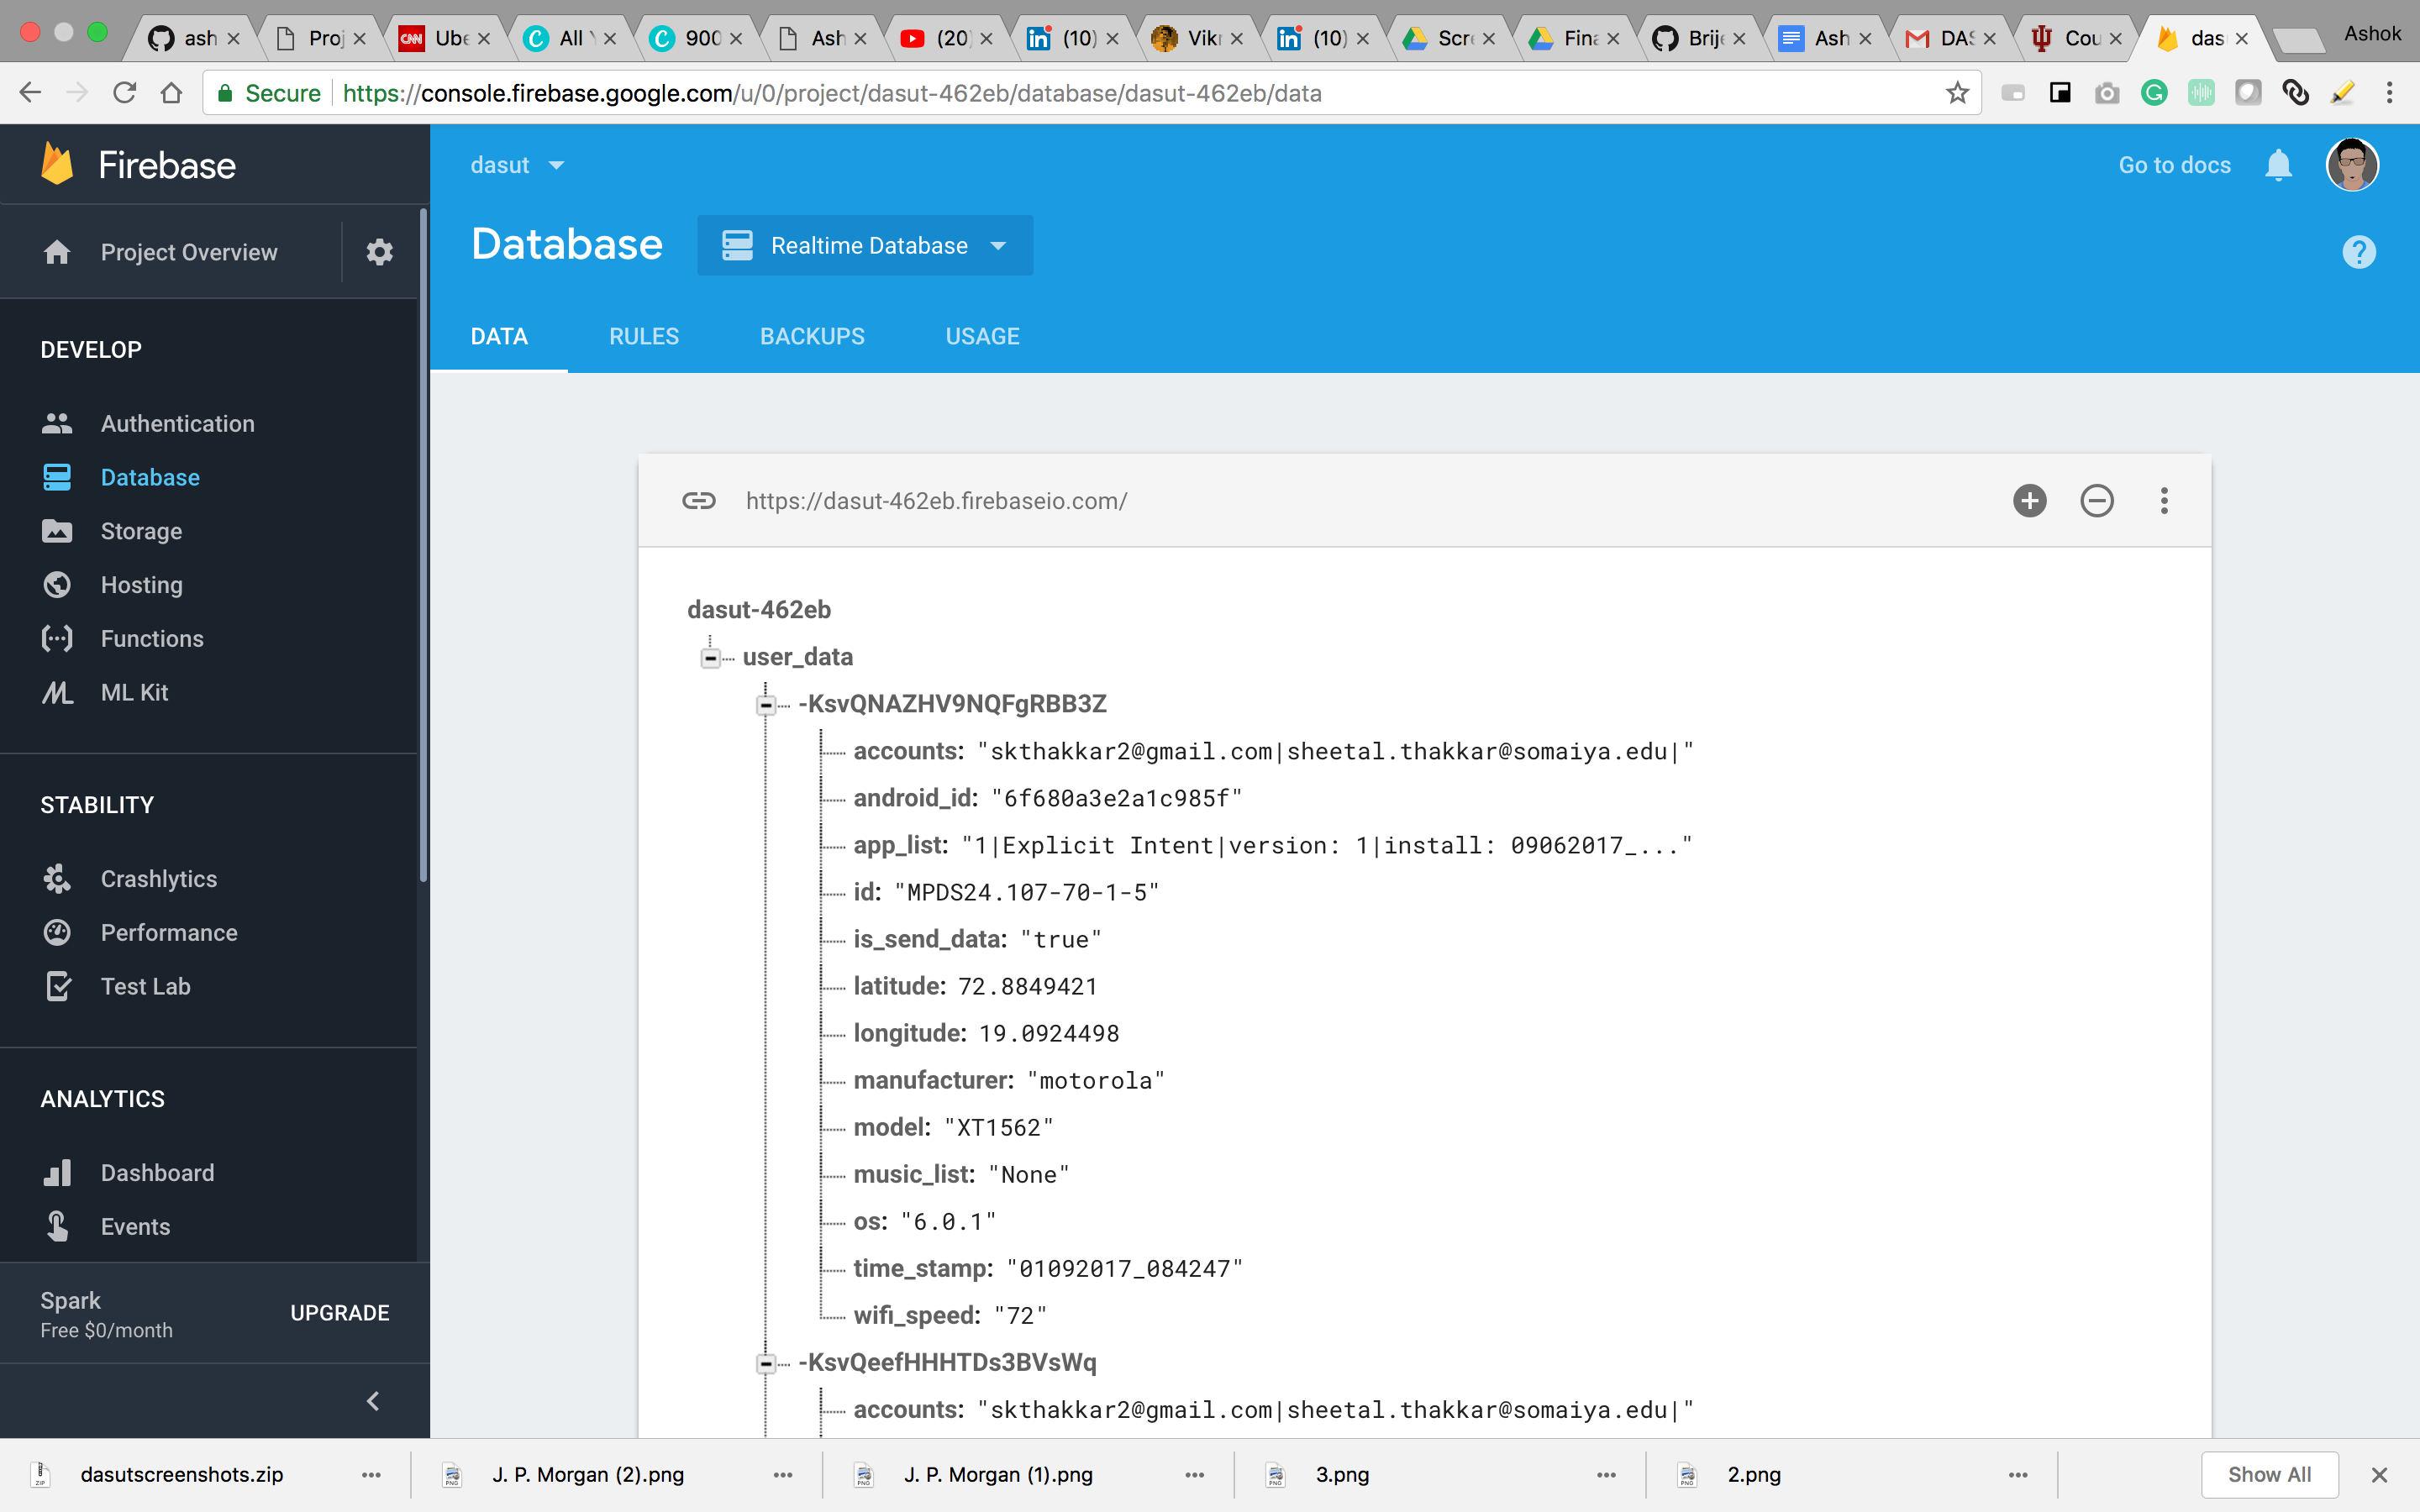 ash Proj CNN Ube All Y 900 Ash (20) in (10) Vikr in (10) Scre Fina Brije Ash DAS Cou das Ashok
Secure https://console.firebase.google.com/u/0/project/dasut-462eb/database/dasut-462eb/data
Firebase
dasut
Go to docs
Project Overview
Database
Realtime Database
?
DATA RULES BACKUPS USAGE
DEVELOP
Authentication
Database
Storage
Hosting
Functions
ML Kit
STABILITY
Crashlytics
Performance
Test Lab
ANALYTICS
Dashboard
Events
Spark
Free $0/month
UPGRADE
https://dasut-462eb.firebaseio.com/
dasut-462eb
user_data
-KsvQNAZHV9NQFgRBB3Z
accounts: "skthakkar2@gmail.com|sheetal.thakkar@somaiya.edu|"
android_id: "6f680a3e2a1c985f"
app_list: "1|Explicit Intent|version: 1|install: 09062017_..."
id: "MPDS24.107-70-1-5"
is_send_data: "true"
latitude: 72.8849421
longitude: 19.0924498
manufacturer: "motorola"
model: "XT1562"
music_list: "None"
os: "6.0.1"
time_stamp: "01092017_084247"
wifi_speed: "72"
-KsvQeefHHHTDs3BVsWq
accounts: "skthakkar2@gmail.com|sheetal.thakkar@somaiya.edu|"
dasutscreenshots.zip J. P. Morgan (2).png J. P. Morgan (1).png 3.png 2.png Show All